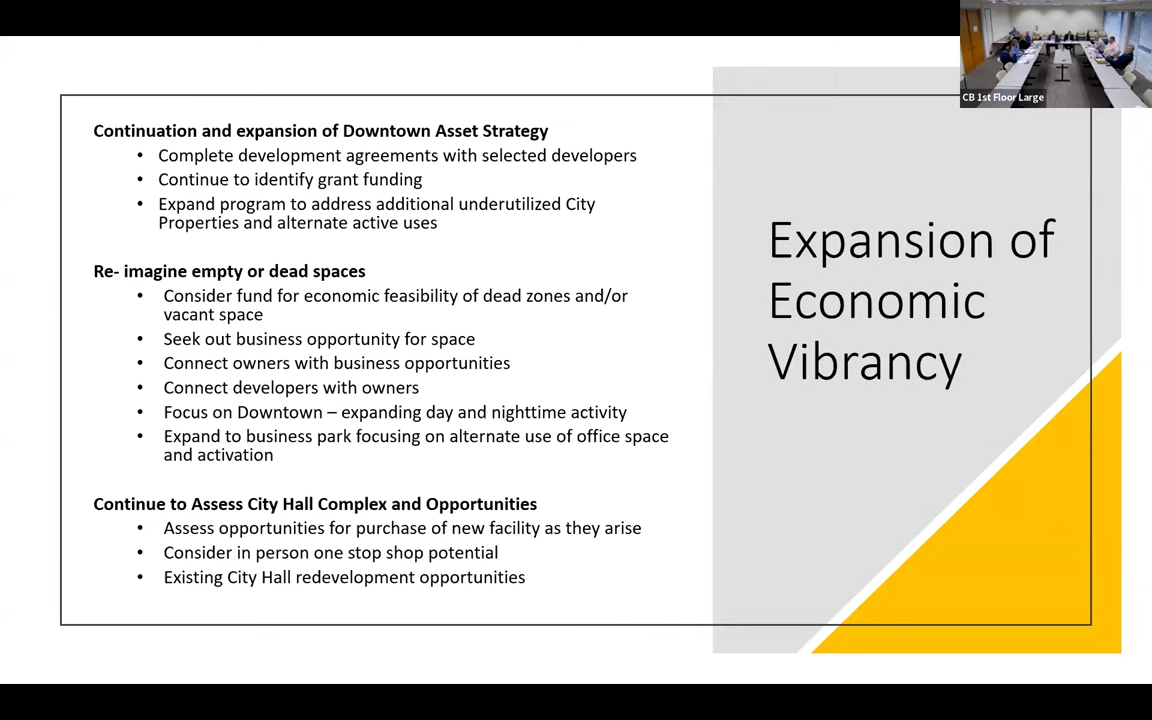 Continuation and expansion of Downtown Asset Strategy
• Complete development agreements with selected developers
• Continue to identify grant funding
• Expand program to address additional underutilized City
Properties and alternate active uses
Re- imagine empty or dead spaces
• Consider fund for economic feasibility of dead zones and/or
vacant space
• Seek out business opportunity for space
• Connect owners with business opportunities
• Connect developers with owners
• Focus on Downtown – expanding day and nighttime activity
• Expand to business park focusing on alternate use of office space
and activation
Continue to Assess City Hall Complex and Opportunities
• Assess opportunities for purchase of new facility as they arise
• Consider in person one stop shop potential
• Existing City Hall redevelopment opportunities
Expansion of
Economic
Vibrancy
CB 1st Floor Large